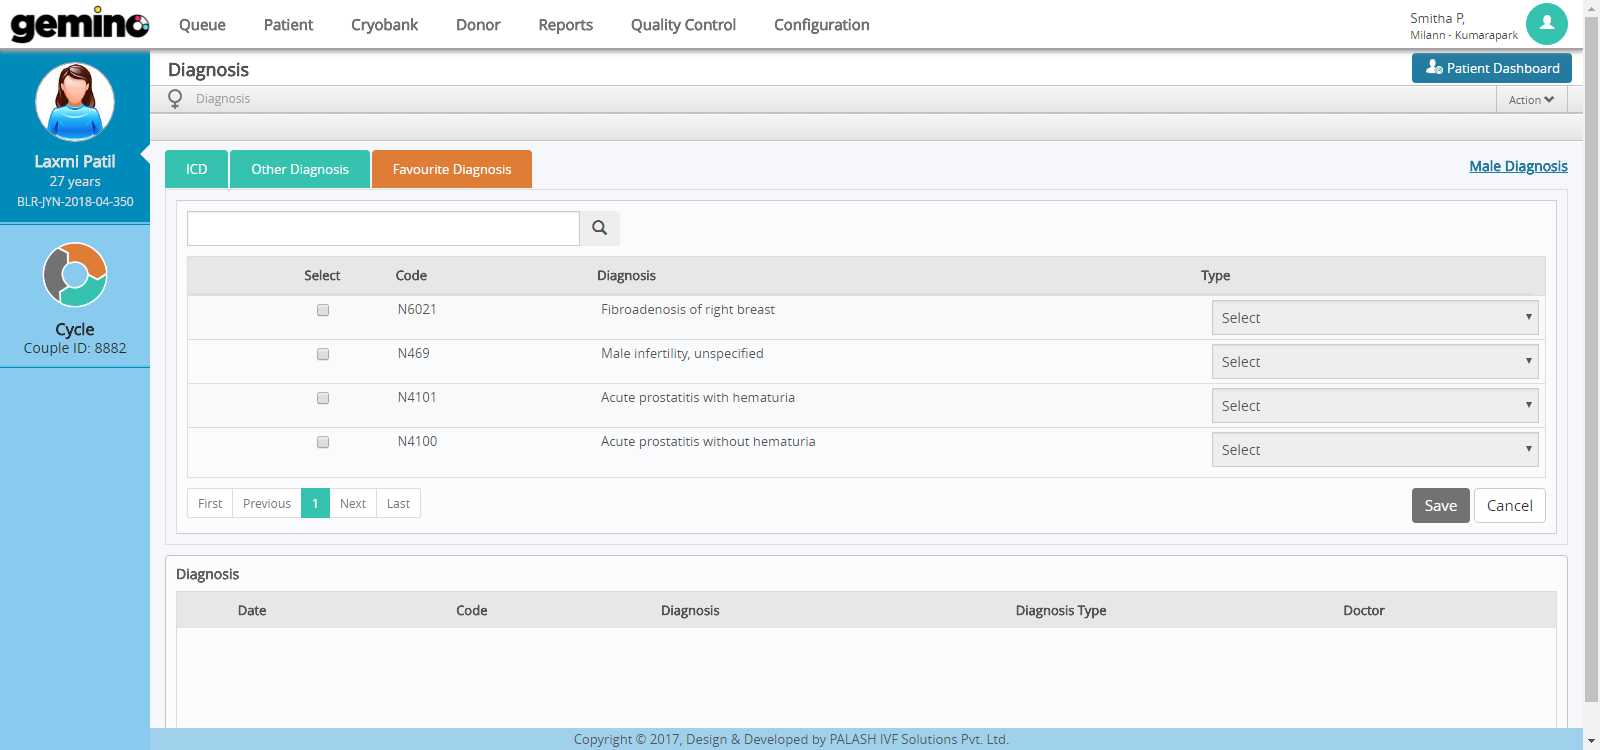 gemino
Queue Patient Cryobank Donor Reports Quality Control Configuration
Smitha P,
Milann - Kumarapark
Laxmi Patil
27 years
BLR-JYN-2018-04-350
Cycle
Couple ID: 8882
Diagnosis
Patient Dashboard
Diagnosis
Action
ICD Other Diagnosis Favourite Diagnosis
Male Diagnosis
Select Code Diagnosis Type
N6021 Fibroadenosis of right breast Select
N469 Male infertility, unspecified Select
N4101 Acute prostatitis with hematuria Select
N4100 Acute prostatitis without hematuria Select
First Previous 1 Next Last
Save Cancel
Diagnosis
Date Code Diagnosis Diagnosis Type Doctor
Copyright © 2017, Design & Developed by PALASH IVF Solutions Pvt. Ltd.